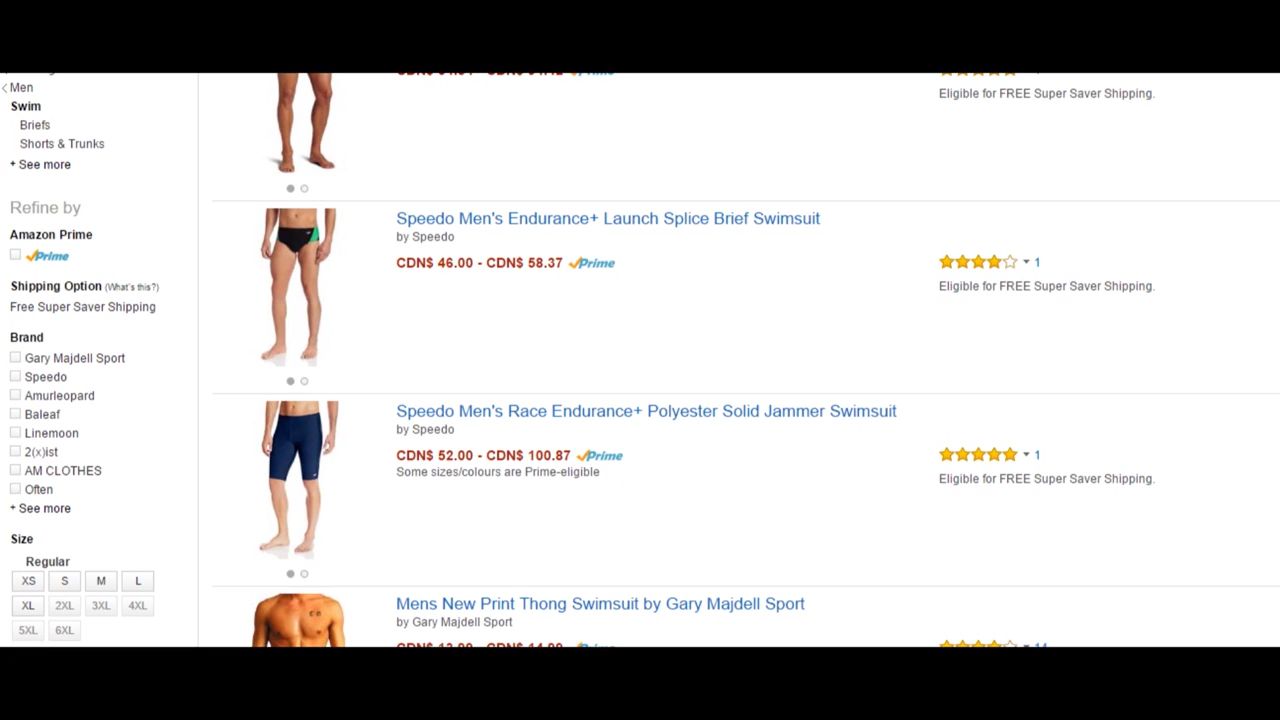 Men
Swim
Briefs
Shorts & Trunks
+ See more
Refine by
Amazon Prime
Prime
Shipping Option (What's this?)
Free Super Saver Shipping
Brand
Gary Majdell Sport
Speedo
Amurleopard
Baleaf
Linemoon
2(x)ist
AM CLOTHES
Often
+ See more
Size
Regular
XS S M L
XL 2XL 3XL 4XL
5XL 6XL
Eligible for FREE Super Saver Shipping.
Speedo Men's Endurance+ Launch Splice Brief Swimsuit
by Speedo
CDN$ 46.00 - CDN$ 58.37 Prime
1
Eligible for FREE Super Saver Shipping.
Speedo Men's Race Endurance+ Polyester Solid Jammer Swimsuit
by Speedo
CDN$ 52.00 - CDN$ 100.87 Prime
Some sizes/colours are Prime-eligible
1
Eligible for FREE Super Saver Shipping.
Mens New Print Thong Swimsuit by Gary Majdell Sport
by Gary Majdell Sport